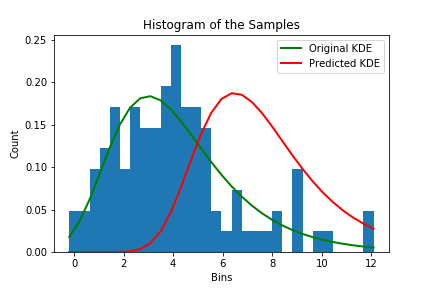 Histogram of the Samples
Original KDE
Predicted KDE
Count
0.25
0.20
0.15
0.10
0.05
0.00
0 2 4 6 8 10 12
Bins